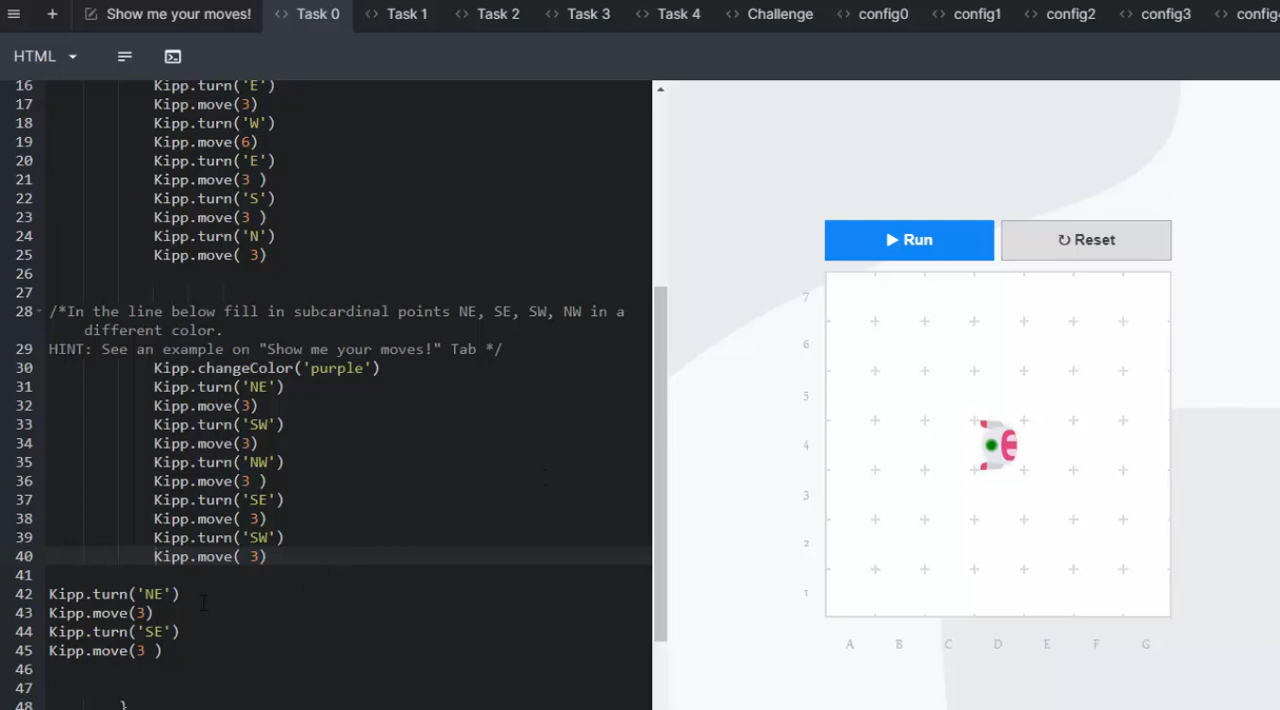 Show me your moves!
Task 0
Task 1
Task 2
Task 3
Task 4
Challenge
config0
config1
config2
config3
config
HTML
16 Kipp.turn('E')
17 Kipp.move(3)
18 Kipp.turn('W')
19 Kipp.move(6)
20 Kipp.turn('E')
21 Kipp.move(3 )
22 Kipp.turn('S')
23 Kipp.move(3 )
24 Kipp.turn('N')
25 Kipp.move( 3)
26
27
28 /*In the line below fill in subcardinal points NE, SE, SW, NW in a
different color.
29 HINT: See an example on "Show me your moves!" Tab */
30 Kipp.changeColor('purple')
31 Kipp.turn('NE')
32 Kipp.move(3)
33 Kipp.turn('SW')
34 Kipp.move(3)
35 Kipp.turn('NW')
36 Kipp.move(3 )
37 Kipp.turn('SE')
38 Kipp.move( 3)
39 Kipp.turn('SW')
40 Kipp.move( 3)
41
42 Kipp.turn('NE')
43 Kipp.move(3)
44 Kipp.turn('SE')
45 Kipp.move(3 )
46
47
48 }
▶ Run
↻ Reset
7
6
5
4
3
2
1
A B C D E F G